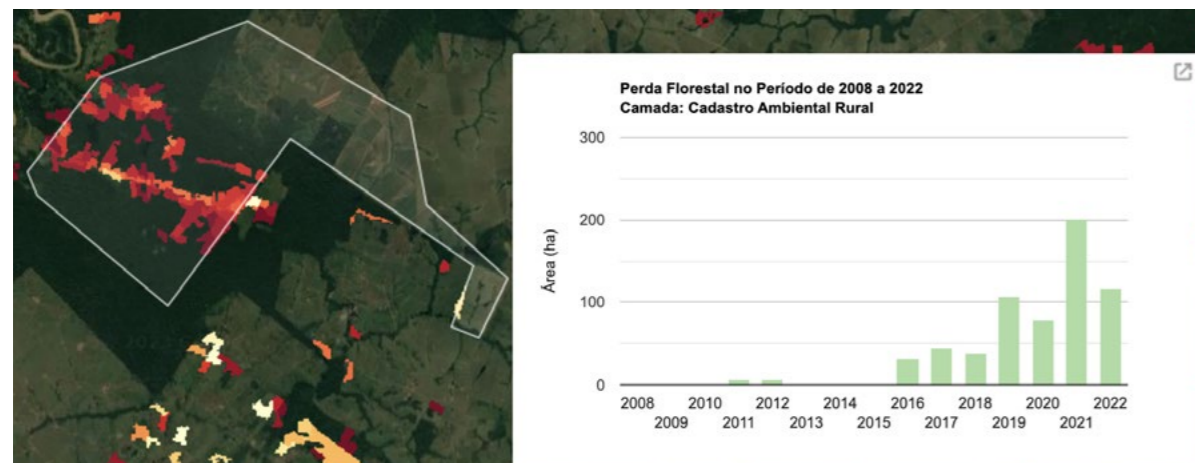 Perda Florestal no Período de 2008 a 2022
Camada: Cadastro Ambiental Rural
300
200
100
0
Área (ha)
2008 2010 2012 2014 2016 2018 2020 2022
2009 2011 2013 2015 2017 2019 2021